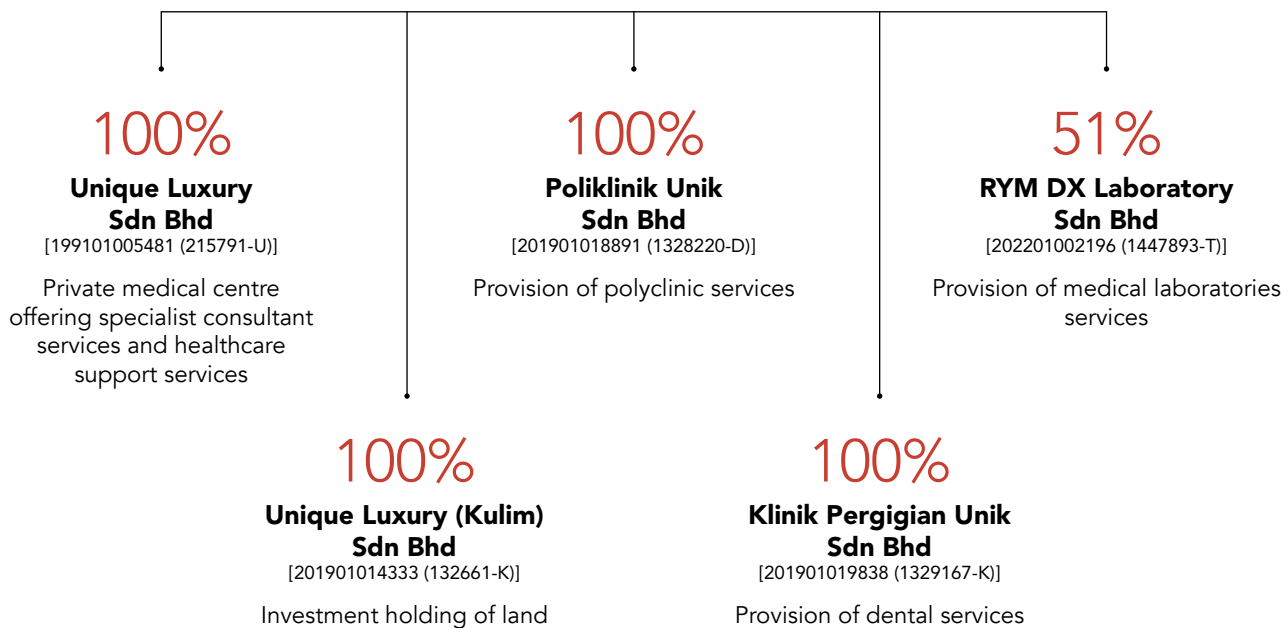 100%
Unique Luxury
Sdn Bhd
[199101005481 (215791-U)]
Private medical centre
offering specialist consultant
services and healthcare
support services
100%
Poliklinik Unik
Sdn Bhd
[201901018891 (1328220-D)]
Provision of polyclinic services
51%
RYM DX Laboratory
Sdn Bhd
[202201002196 (1447893-T)]
Provision of medical laboratories
services
100%
Unique Luxury (Kulim)
Sdn Bhd
[201901014333 (132661-K)]
Investment holding of land
100%
Klinik Pergigian Unik
Sdn Bhd
[201901019838 (1329167-K)]
Provision of dental services